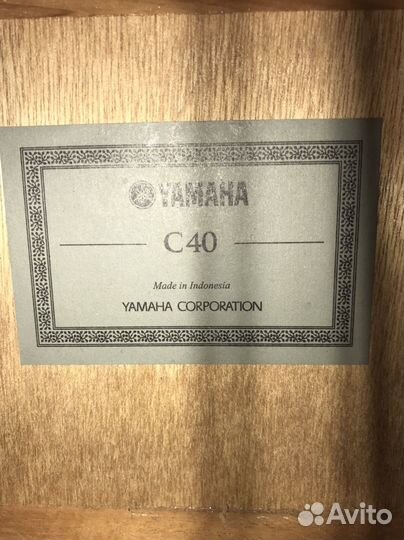 YAMAHA
C40
Made in Indonesia
YAMAHA CORPORATION
Avito